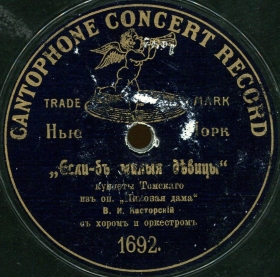 CANTOPHONE CONCERT RECORD
TRADE MARK
Нью Iорк
„Если-бъ милыя дѣвицы“
куплеты Томскаго
изъ оп. „Пиковая дама“
В. И. Касторскій
съ хоромъ и оркестромъ
1692.